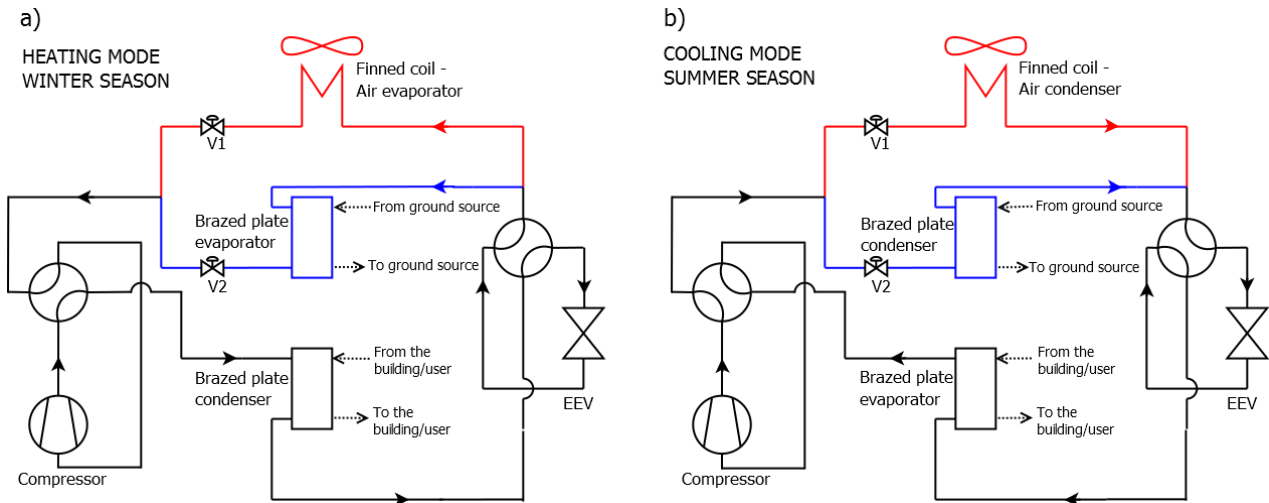 a)
HEATING MODE
WINTER SEASON
Finned coil -
Air evaporator
V1
Brazed plate
evaporator
From ground source
To ground source
V2
From the
building/user
Brazed plate
condenser
To the
building/user
EEV
Compressor
b)
COOLING MODE
SUMMER SEASON
Finned coil -
Air condenser
V1
Brazed plate
condenser
From ground source
To ground source
V2
From the
building/user
Brazed plate
evaporator
To the
building/user
EEV
Compressor